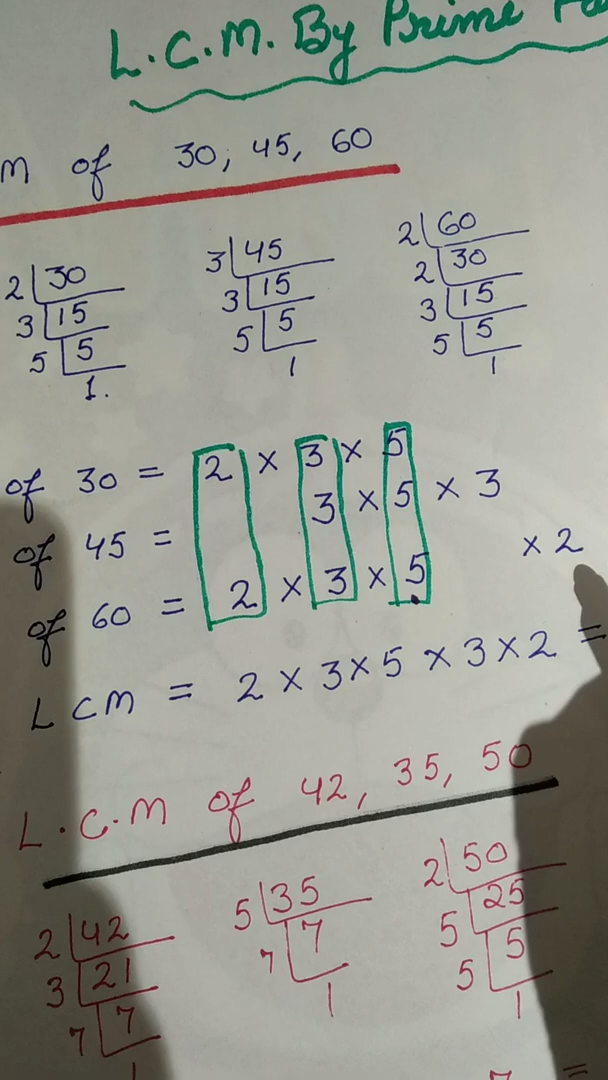 L.C.M. By Prime
M of 30, 45, 60
2 30 3 45 2 60
3 15 3 15 2 30
5 5 5 5 3 15
1. 1 5 5
1
of 30 = 2 × 3 × 5
of 45 = 3 × 5 × 3
of 60 = 2 × 3 × 5 × 2
LCM = 2 × 3 × 5 × 3 × 2 =
L.C.M of 42, 35, 50
2 42 5 35 2 50
3 21 7 7 5 25
7 7 1 5 5
1 1